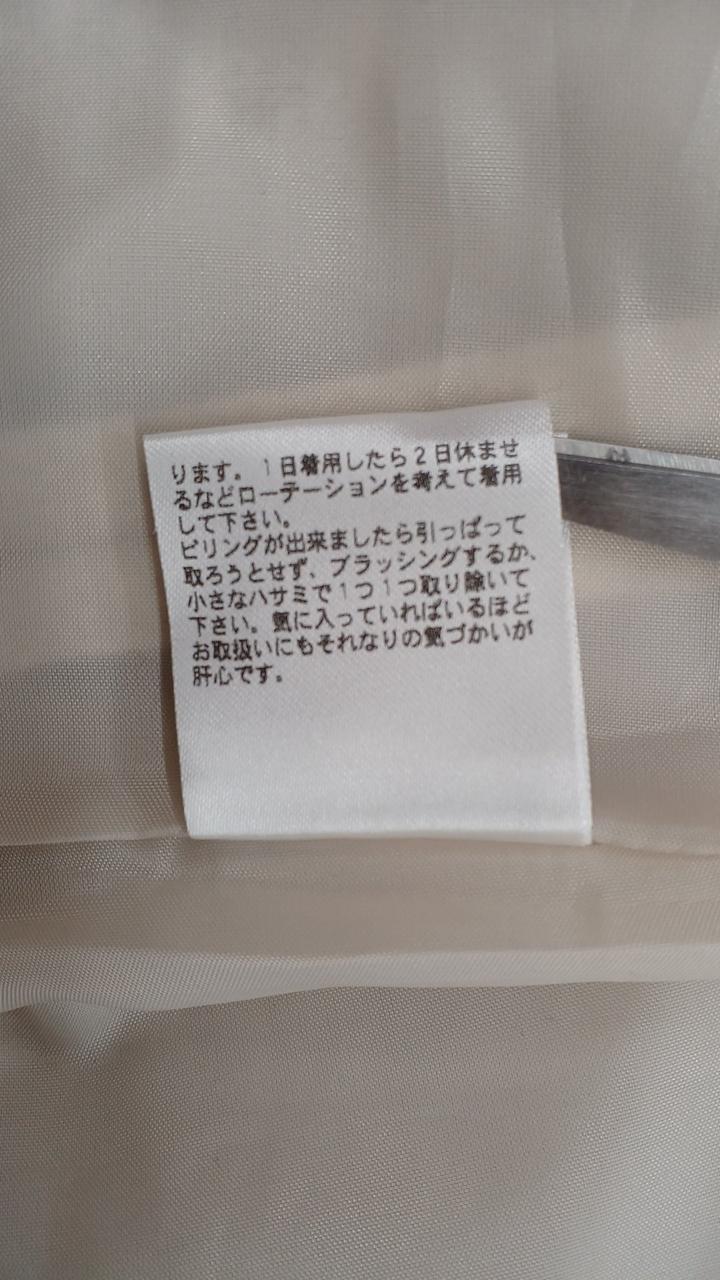 ります。1日着用したら2日休ませ
るなどローテーションを考えて着用
して下さい。
ピリングが出来ましたら引っぱって
取ろうとせず、ブラッシングするか、
小さなハサミで1つ1つ取り除いて
下さい。気に入っていればいるほど
お取扱いにもそれなりの気づかいが
肝心です。